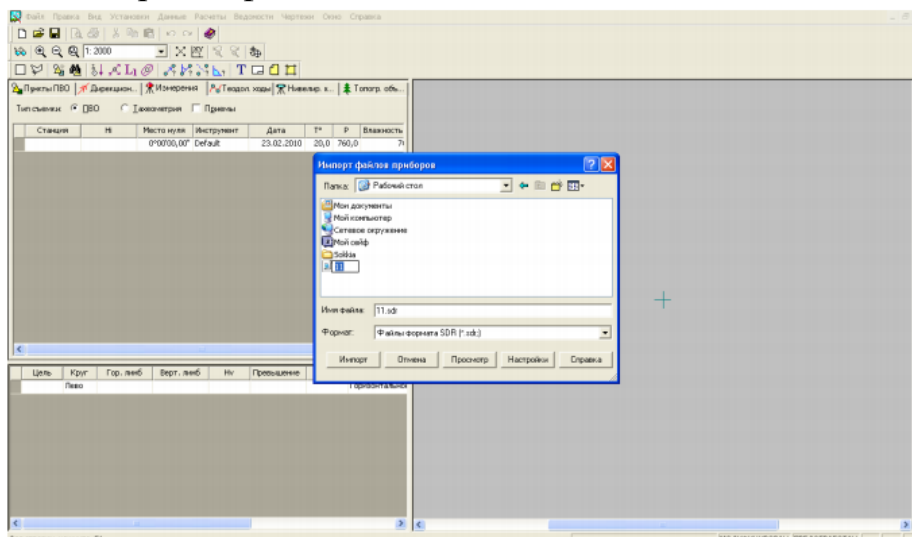 Файл Правка Вид Установки Данные Расчеты Ведомости Чертежи Окно Справка
1: 2000
Пункты ПВО Дирекцион... Измерения Теодол. ходы Нивелир. х... Топогр. объ...
Тип съемки ПВО Тахеометрия Приемы
Станция Hi Место нуля Инструмент Дата T° P Влажность
0°00'00,00" Default 23.02.2010 20,0 760,0
Импорт файлов приборов
Папка: Рабочий стол
Мои документы
Мой компьютер
Сетевое окружение
Мой сейф
Sokkia
11
Имя файла: 11.sdr
Формат: Файлы формата SDR (*.sdr;)
Импорт Отмена Просмотр Настройки Справка
Цель Круг Гор. лимб Верт. лимб Hv Превышение
Лево Горизонтальное